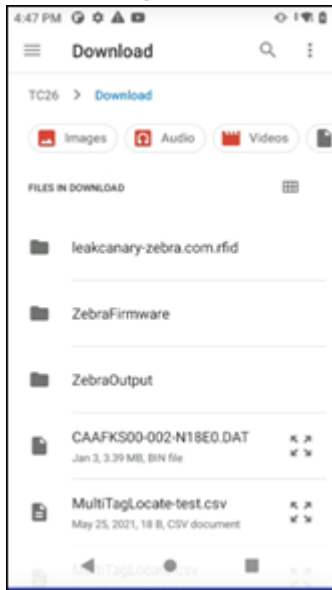 4:47 PM
Download
TC26 > Download
Images
Audio
Videos
FILES IN DOWNLOAD
leakcanary-zebra.com.rfid
ZebraFirmware
ZebraOutput
CAAFKS00-002-N18E0.DAT
Jan 3, 3.39 MB, BIN file
MultiTagLocate-test.csv
May 25, 2021, 18 B, CSV document